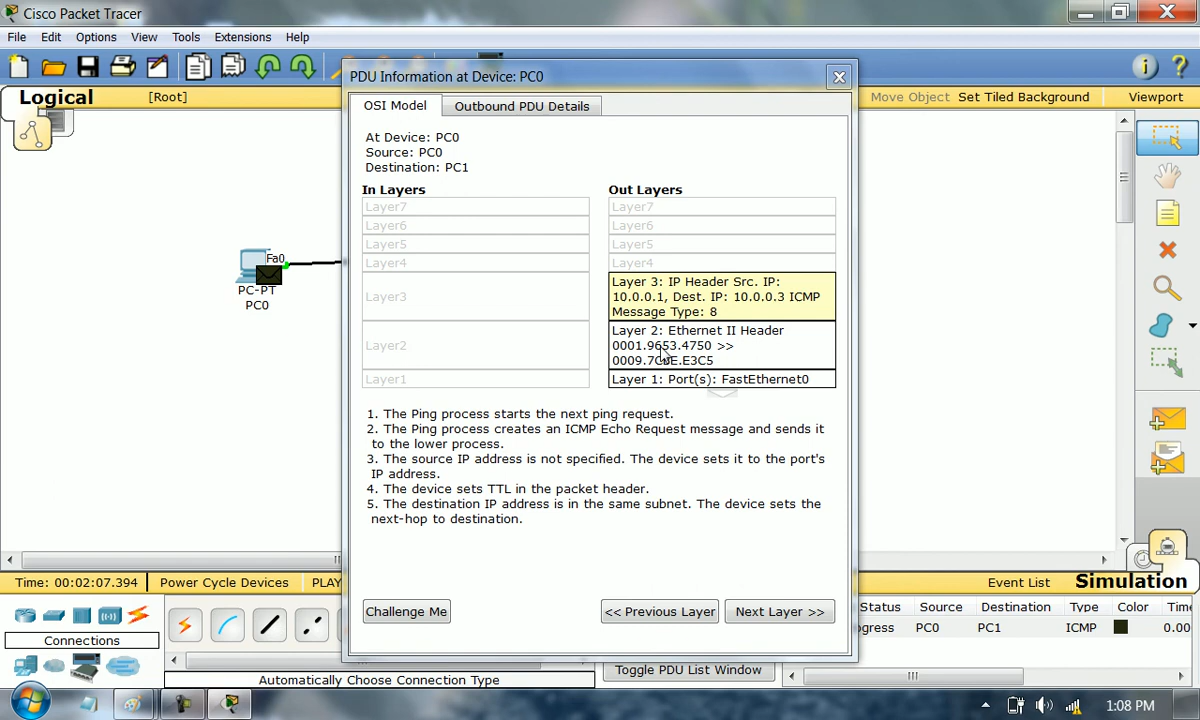 Cisco Packet Tracer
File Edit Options View Tools Extensions Help
Logical
[Root]
Move Object
Set Tiled Background
Viewport
PDU Information at Device: PC0
OSI Model
Outbound PDU Details
At Device: PC0
Source: PC0
Destination: PC1
In Layers
Layer7
Layer6
Layer5
Layer4
Layer3
Layer2
Layer1
Out Layers
Layer7
Layer6
Layer5
Layer4
Layer 3: IP Header Src. IP:
10.0.0.1, Dest. IP: 10.0.0.3 ICMP
Message Type: 8
Layer 2: Ethernet II Header
0001.9653.4750 >>
Layer 1: Port(s): FastEthernet0
1. The Ping process starts the next ping request.
2. The Ping process creates an ICMP Echo Request message and sends it
to the lower process.
3. The source IP address is not specified. The device sets it to the port's
IP address.
4. The device sets TTL in the packet header.
5. The destination IP address is in the same subnet. The device sets the
next-hop to destination.
Challenge Me
<< Previous Layer
Next Layer >>
Fa0
PC-PT
PC0
Time: 00:02:07.394
Power Cycle Devices
PLAY
Event List
Simulation
Connections
Automatically Choose Connection Type
Toggle PDU List Window
Status Source Destination Type Color Time
gress PC0 PC1 ICMP 0.00
1:08 PM